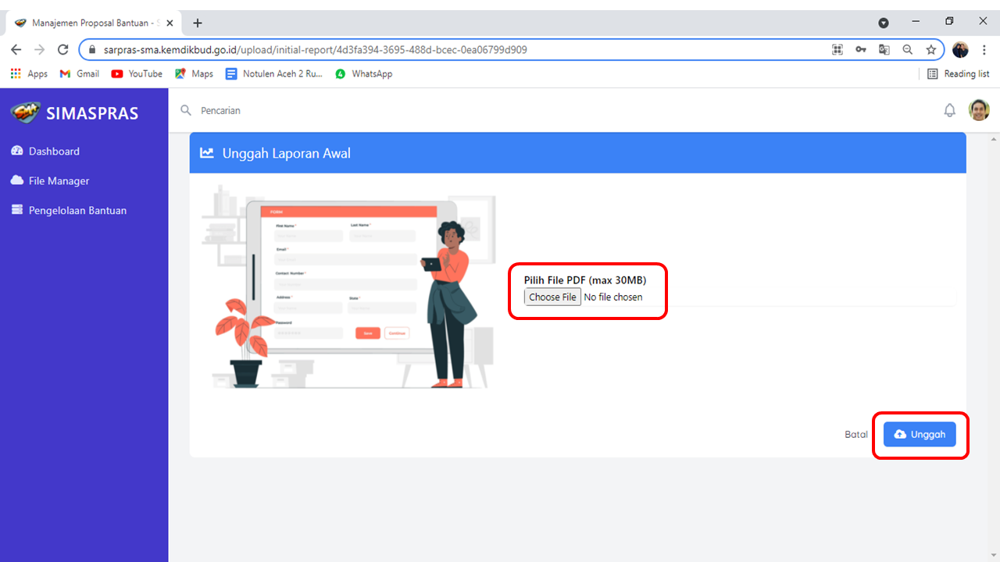 Manajemen Proposal Bantuan - S
sarpras-sma.kemdikbud.go.id/upload/initial-report/4d3fa394-3695-488d-bcec-0ea06799d909
Apps Gmail YouTube Maps Notulen Aceh 2 Ru... 4 WhatsApp Reading list
SMA SIMASPRAS
Pencarian
Dashboard
File Manager
Pengelolaan Bantuan
Unggah Laporan Awal
FORM
First Name * Last Name *
Email *
Contact Number *
Address * State *
Password
Save Continue
Pilih File PDF (max 30MB)
Choose File No file chosen
Batal Unggah